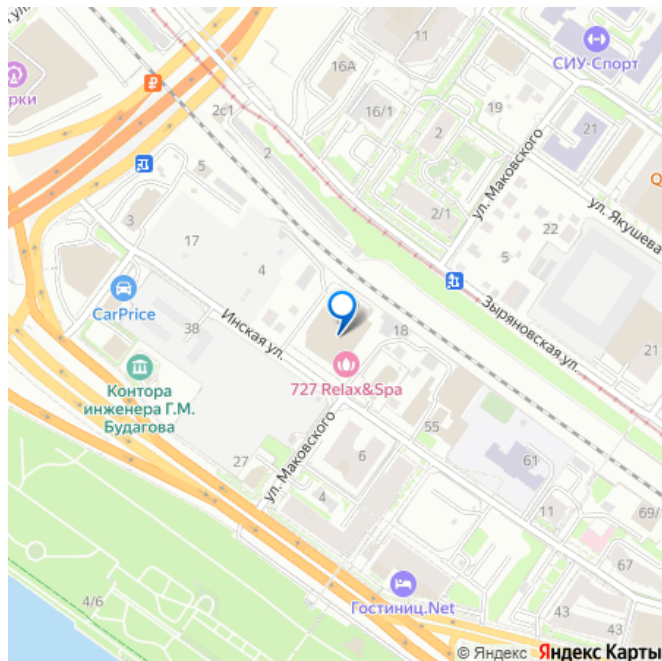 11
СИУ-Спорт
16А
рки
₽
2с1
16/1
19
2
21
2
ул. Маковского
Q
5
2/1
ул. Якушева
3
22
17
5
4
CarPrice
Зыряновская ул.
38
Инская ул.
18
21
727 Relax&Spa
Контора
инженера Г.М.
Будагова
ул. Маковского
55
27
6
61
4
11
69/
67
4/6
Гостиниц.Net
43
43
© Яндекс Яндекс Карты